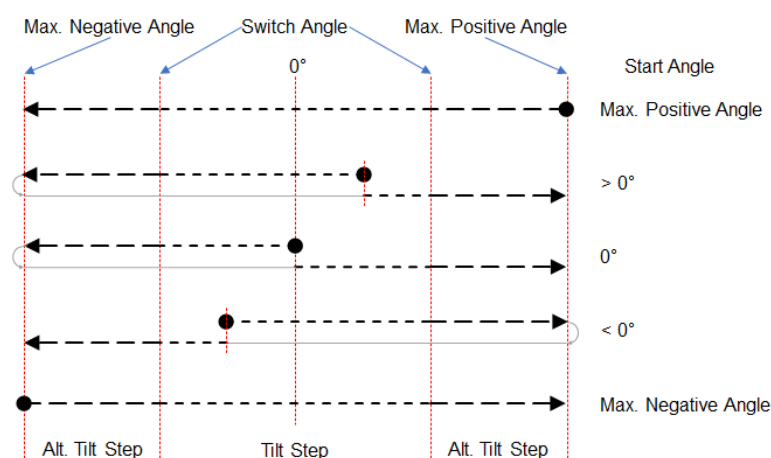 Max. Negative Angle Switch Angle Max. Positive Angle
0° Start Angle
Max. Positive Angle
> 0°
0°
< 0°
Max. Negative Angle
Alt. Tilt Step Tilt Step Alt. Tilt Step